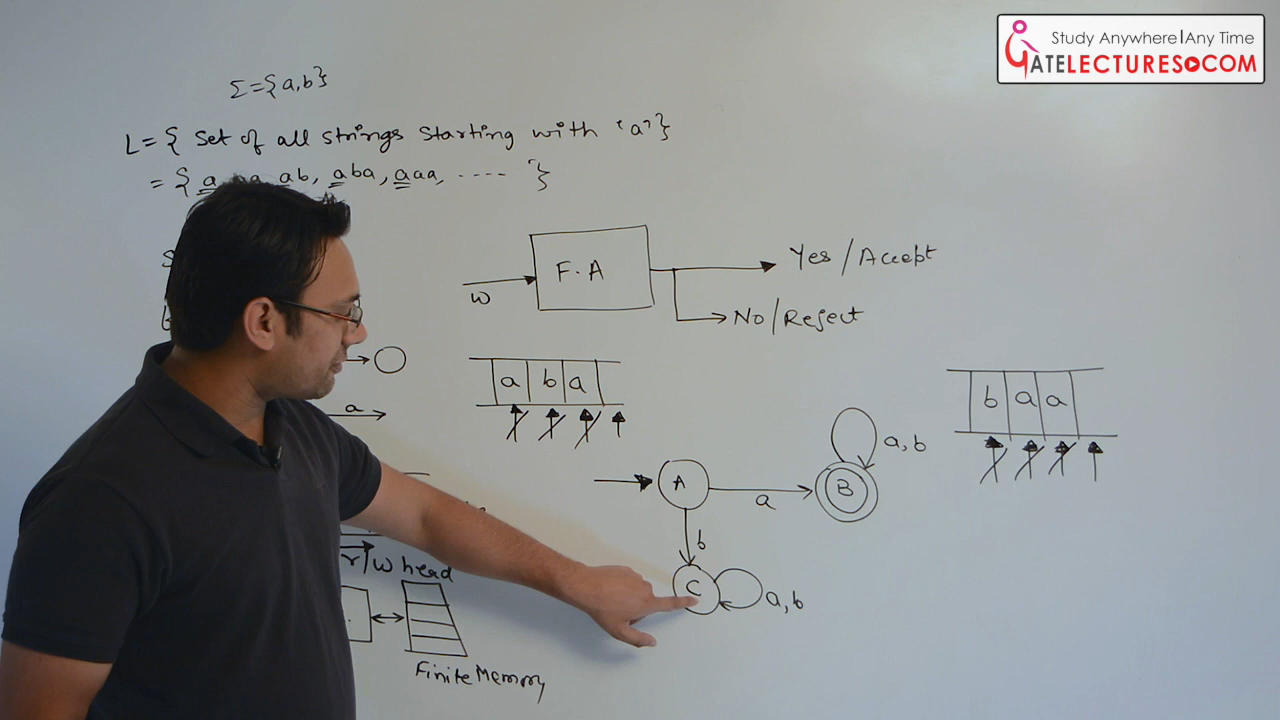 Study Anywhere|Any Time
GATELECTURES.COM
Σ={a,b}
L={ Set of all strings starting with 'a'}
={ a, ab, aba, aaa, ---- }
F.A
w
Yes/Accept
No/Reject
a
a b a
b a a
A
a
B
a,b
b
C
a,b
r/w head
Finite Memory